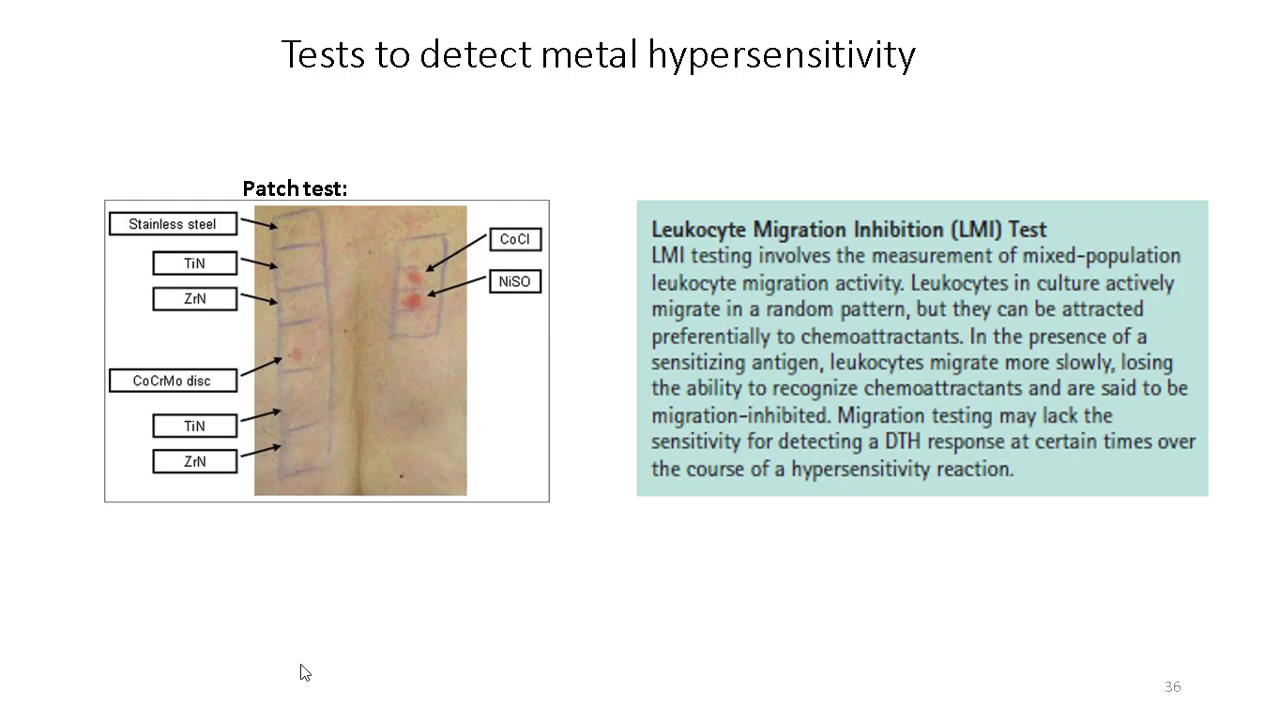 Tests to detect metal hypersensitivity
Patch test:
Stainless steel
TiN
ZrN
CoCrMo disc
TiN
ZrN
CoCl
NiSO
Leukocyte Migration Inhibition (LMI) Test
LMI testing involves the measurement of mixed-population
leukocyte migration activity. Leukocytes in culture actively
migrate in a random pattern, but they can be attracted
preferentially to chemoattractants. In the presence of a
sensitizing antigen, leukocytes migrate more slowly, losing
the ability to recognize chemoattractants and are said to be
migration-inhibited. Migration testing may lack the
sensitivity for detecting a DTH response at certain times over
the course of a hypersensitivity reaction.
36